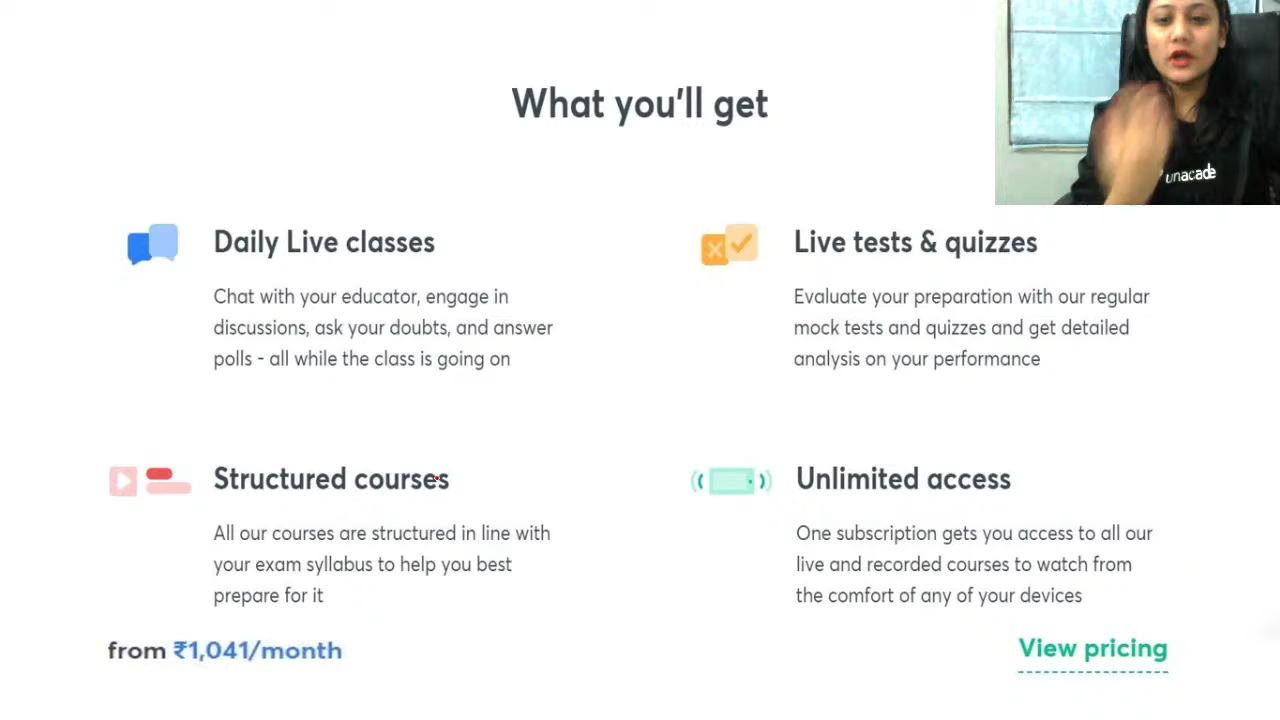 What you'll get
unacade
Daily Live classes
Chat with your educator, engage in
discussions, ask your doubts, and answer
polls - all while the class is going on
Live tests & quizzes
Evaluate your preparation with our regular
mock tests and quizzes and get detailed
analysis on your performance
Structured courses
All our courses are structured in line with
your exam syllabus to help you best
prepare for it
Unlimited access
One subscription gets you access to all our
live and recorded courses to watch from
the comfort of any of your devices
from ₹1,041/month
View pricing